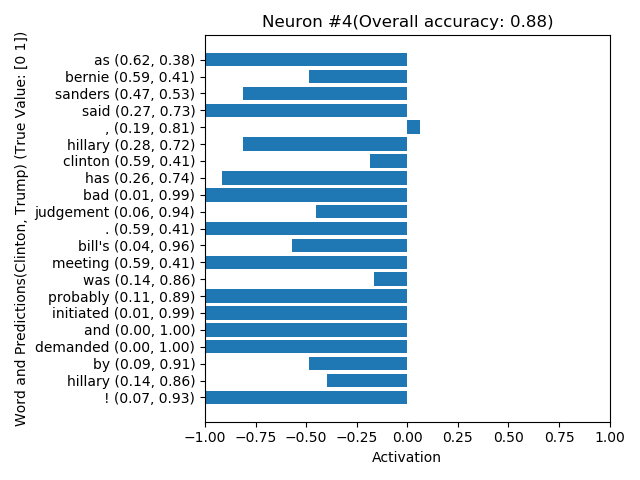 Neuron #4(Overall accuracy: 0.88)
Word and Predictions(Clinton, Trump) (True Value: [0 1])
as (0.62, 0.38)
bernie (0.59, 0.41)
sanders (0.47, 0.53)
said (0.27, 0.73)
, (0.19, 0.81)
hillary (0.28, 0.72)
clinton (0.59, 0.41)
has (0.26, 0.74)
bad (0.01, 0.99)
judgement (0.06, 0.94)
. (0.59, 0.41)
bill's (0.04, 0.96)
meeting (0.59, 0.41)
was (0.14, 0.86)
probably (0.11, 0.89)
initiated (0.01, 0.99)
and (0.00, 1.00)
demanded (0.00, 1.00)
by (0.09, 0.91)
hillary (0.14, 0.86)
! (0.07, 0.93)
−1.00 −0.75 −0.50 −0.25 0.00 0.25 0.50 0.75 1.00
Activation